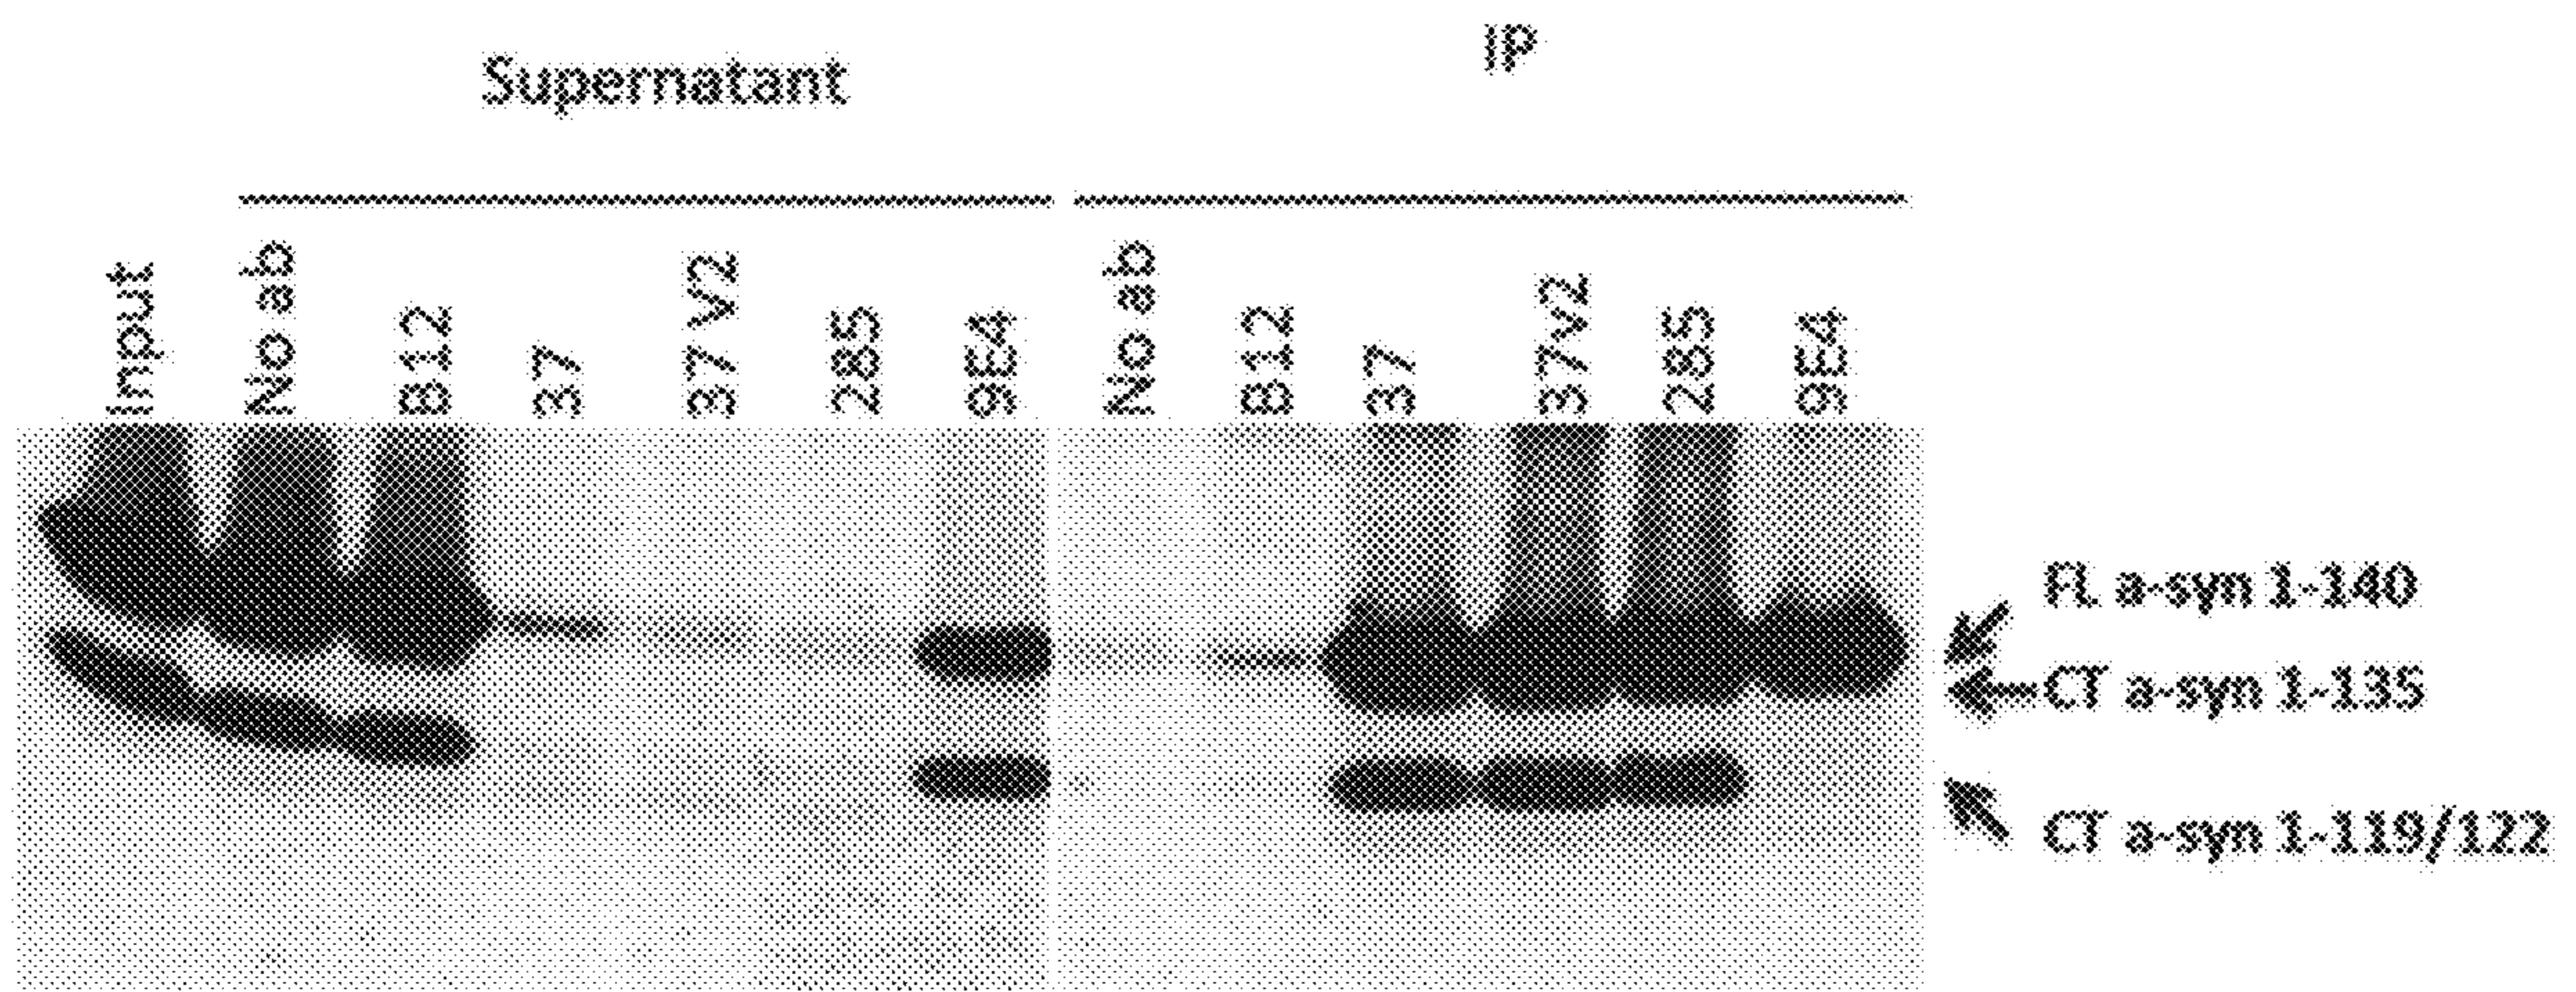 Supernatant
IP
Input
No ab
B12
37
37 V2
285
9E4
No ab
B12
37
37V2
285
9E4
FL a-syn 1-140
CT a-syn 1-135
CT a-syn 1-119/122